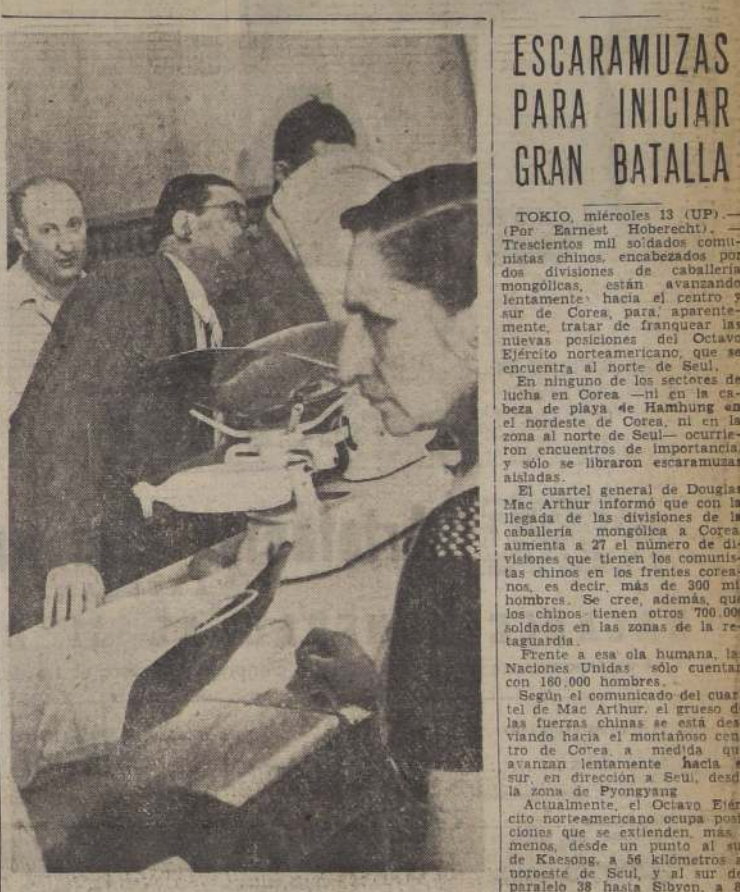 ESCARAMUZAS
PARA INICIAR
GRAN BATALLA
TOKIO, miércoles 13 (UP).—
(Por Earnest Hoberecht). —
Trescientos mil soldados comu-
nistas chinos, encabezados por
dos divisiones de caballería
mongólicas, están avanzando
lentamente hacia el centro y
sur de Corea, para, aparente-
mente, tratar de franquear las
nuevas posiciones del Octavo
Ejército norteamericano, que se
encuentra al norte de Seul.
En ninguno de los sectores de
lucha en Corea —ni en la ca-
beza de playa de Hamhung en
el nordeste de Corea, ni en la
zona al norte de Seul— ocurrie-
ron encuentros de importancia,
y sólo se libraron escaramuzas
aisladas.
El cuartel general de Douglas
Mac Arthur informó que con la
llegada de las divisiones de la
caballería mongólica a Corea
aumenta a 27 el número de di-
visiones que tienen los comunis-
tas chinos en los frentes corea-
nos, es decir, más de 300 mi
hombres. Se cree, además, que
los chinos tienen otros 700.000
soldados en las zonas de la re-
taguardia.
Frente a esa ola humana, la
Naciones Unidas sólo cuentan
con 160.000 hombres.
Según el comunicado del cuar
tel de Mac Arthur, el grueso d
las fuerzas chinas se está des
viando hacia el montañoso cen
tro de Corea, a medida qu
avanzan lentamente hacia e
sur, en dirección a Seul, desd
la zona de Pyongyang
Actualmente, el Octavo Ejér
cito norteamericano ocupa posi
ciones que se extienden, más
menos, desde un punto al su
de Kaesong, a 56 kilómetros a
noroeste de Seul, y al sur de
paralelo 38 hasta Sibyon, a